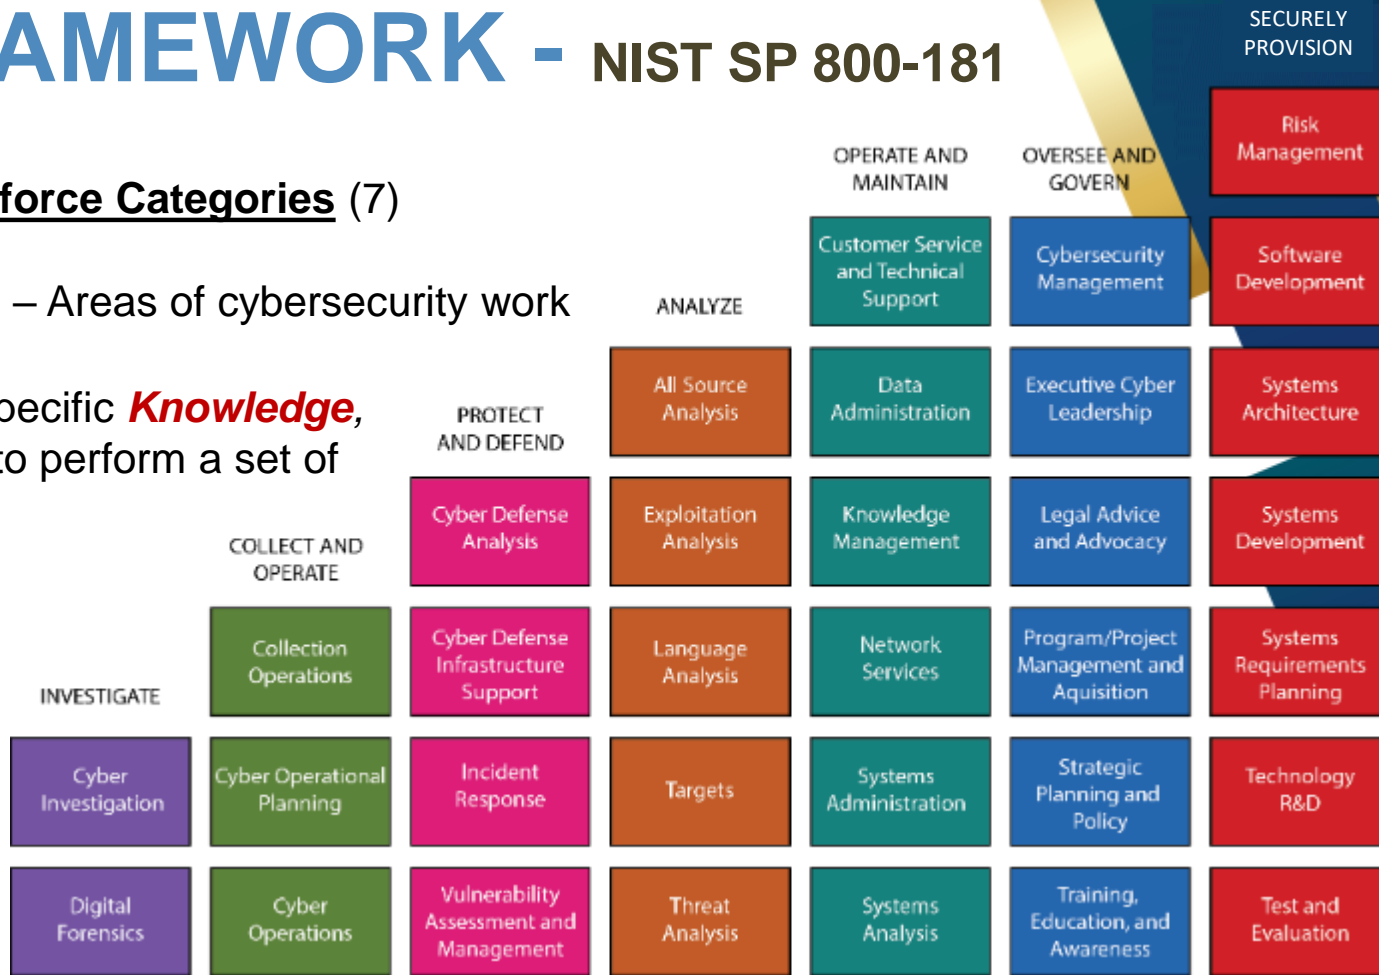 AMEWORK - NIST SP 800-181
force Categories (7)
– Areas of cybersecurity work
pecific Knowledge,
to perform a set of
INVESTIGATE
Cyber
Investigation
Digital
Forensics
COLLECT AND
OPERATE
Collection
Operations
Cyber Operational
Planning
Cyber
Operations
PROTECT
AND DEFEND
Cyber Defense
Analysis
Cyber Defense
Infrastructure
Support
Incident
Response
Vulnerability
Assessment and
Management
ANALYZE
All Source
Analysis
Exploitation
Analysis
Language
Analysis
Targets
Threat
Analysis
OPERATE AND
MAINTAIN
Customer Service
and Technical
Support
Data
Administration
Knowledge
Management
Network
Services
Systems
Administration
Systems
Analysis
OVERSEE AND
GOVERN
Cybersecurity
Management
Executive Cyber
Leadership
Legal Advice
and Advocacy
Program/Project
Management and
Aquisition
Strategic
Planning and
Policy
Training,
Education, and
Awareness
SECURELY
PROVISION
Risk
Management
Software
Development
Systems
Architecture
Systems
Development
Systems
Requirements
Planning
Technology
R&D
Test and
Evaluation